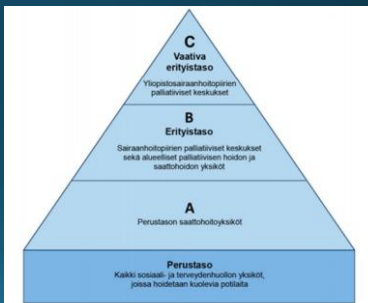 C
Vaativa
erityistaso
Yliopistosairaanhoitopiirien
palliatiiviset keskukset
B
Erityistaso
Sairaanhoitopiirien palliatiiviset keskukset
sekä alueelliset palliatiivisen hoidon ja
saattohoidon yksiköt
A
Perustason saattohoitoyksiköt
Perustaso
Kaikki sosiaali- ja terveydenhuollon yksiköt,
joissa hoidetaan kuolevia potilaita